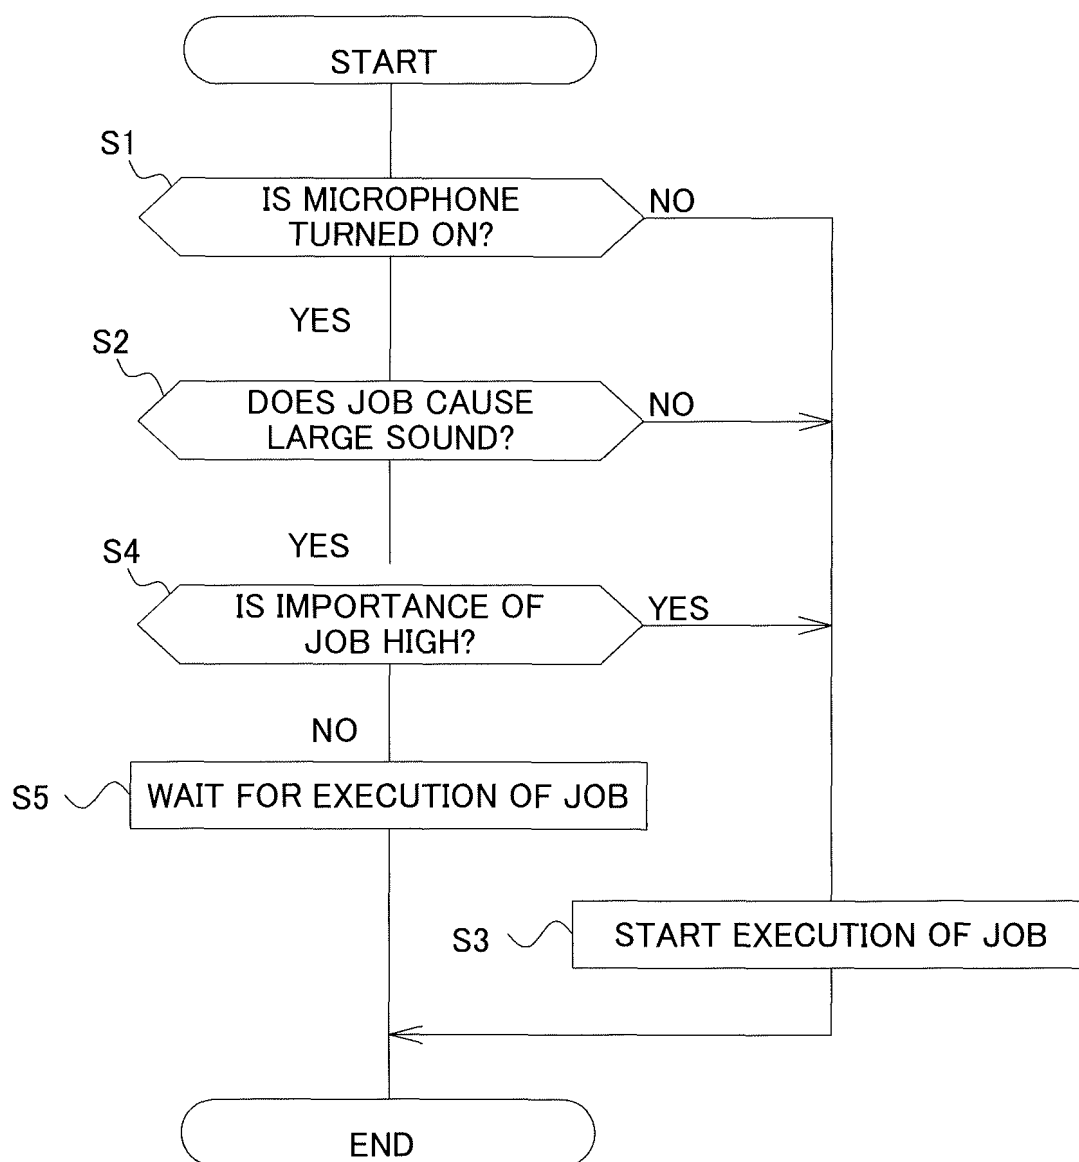 START
S1
IS MICROPHONE
TURNED ON?
NO
YES
S2
DOES JOB CAUSE
LARGE SOUND?
NO
YES
S4
IS IMPORTANCE OF
JOB HIGH?
YES
NO
S5
WAIT FOR EXECUTION OF JOB
S3
START EXECUTION OF JOB
END